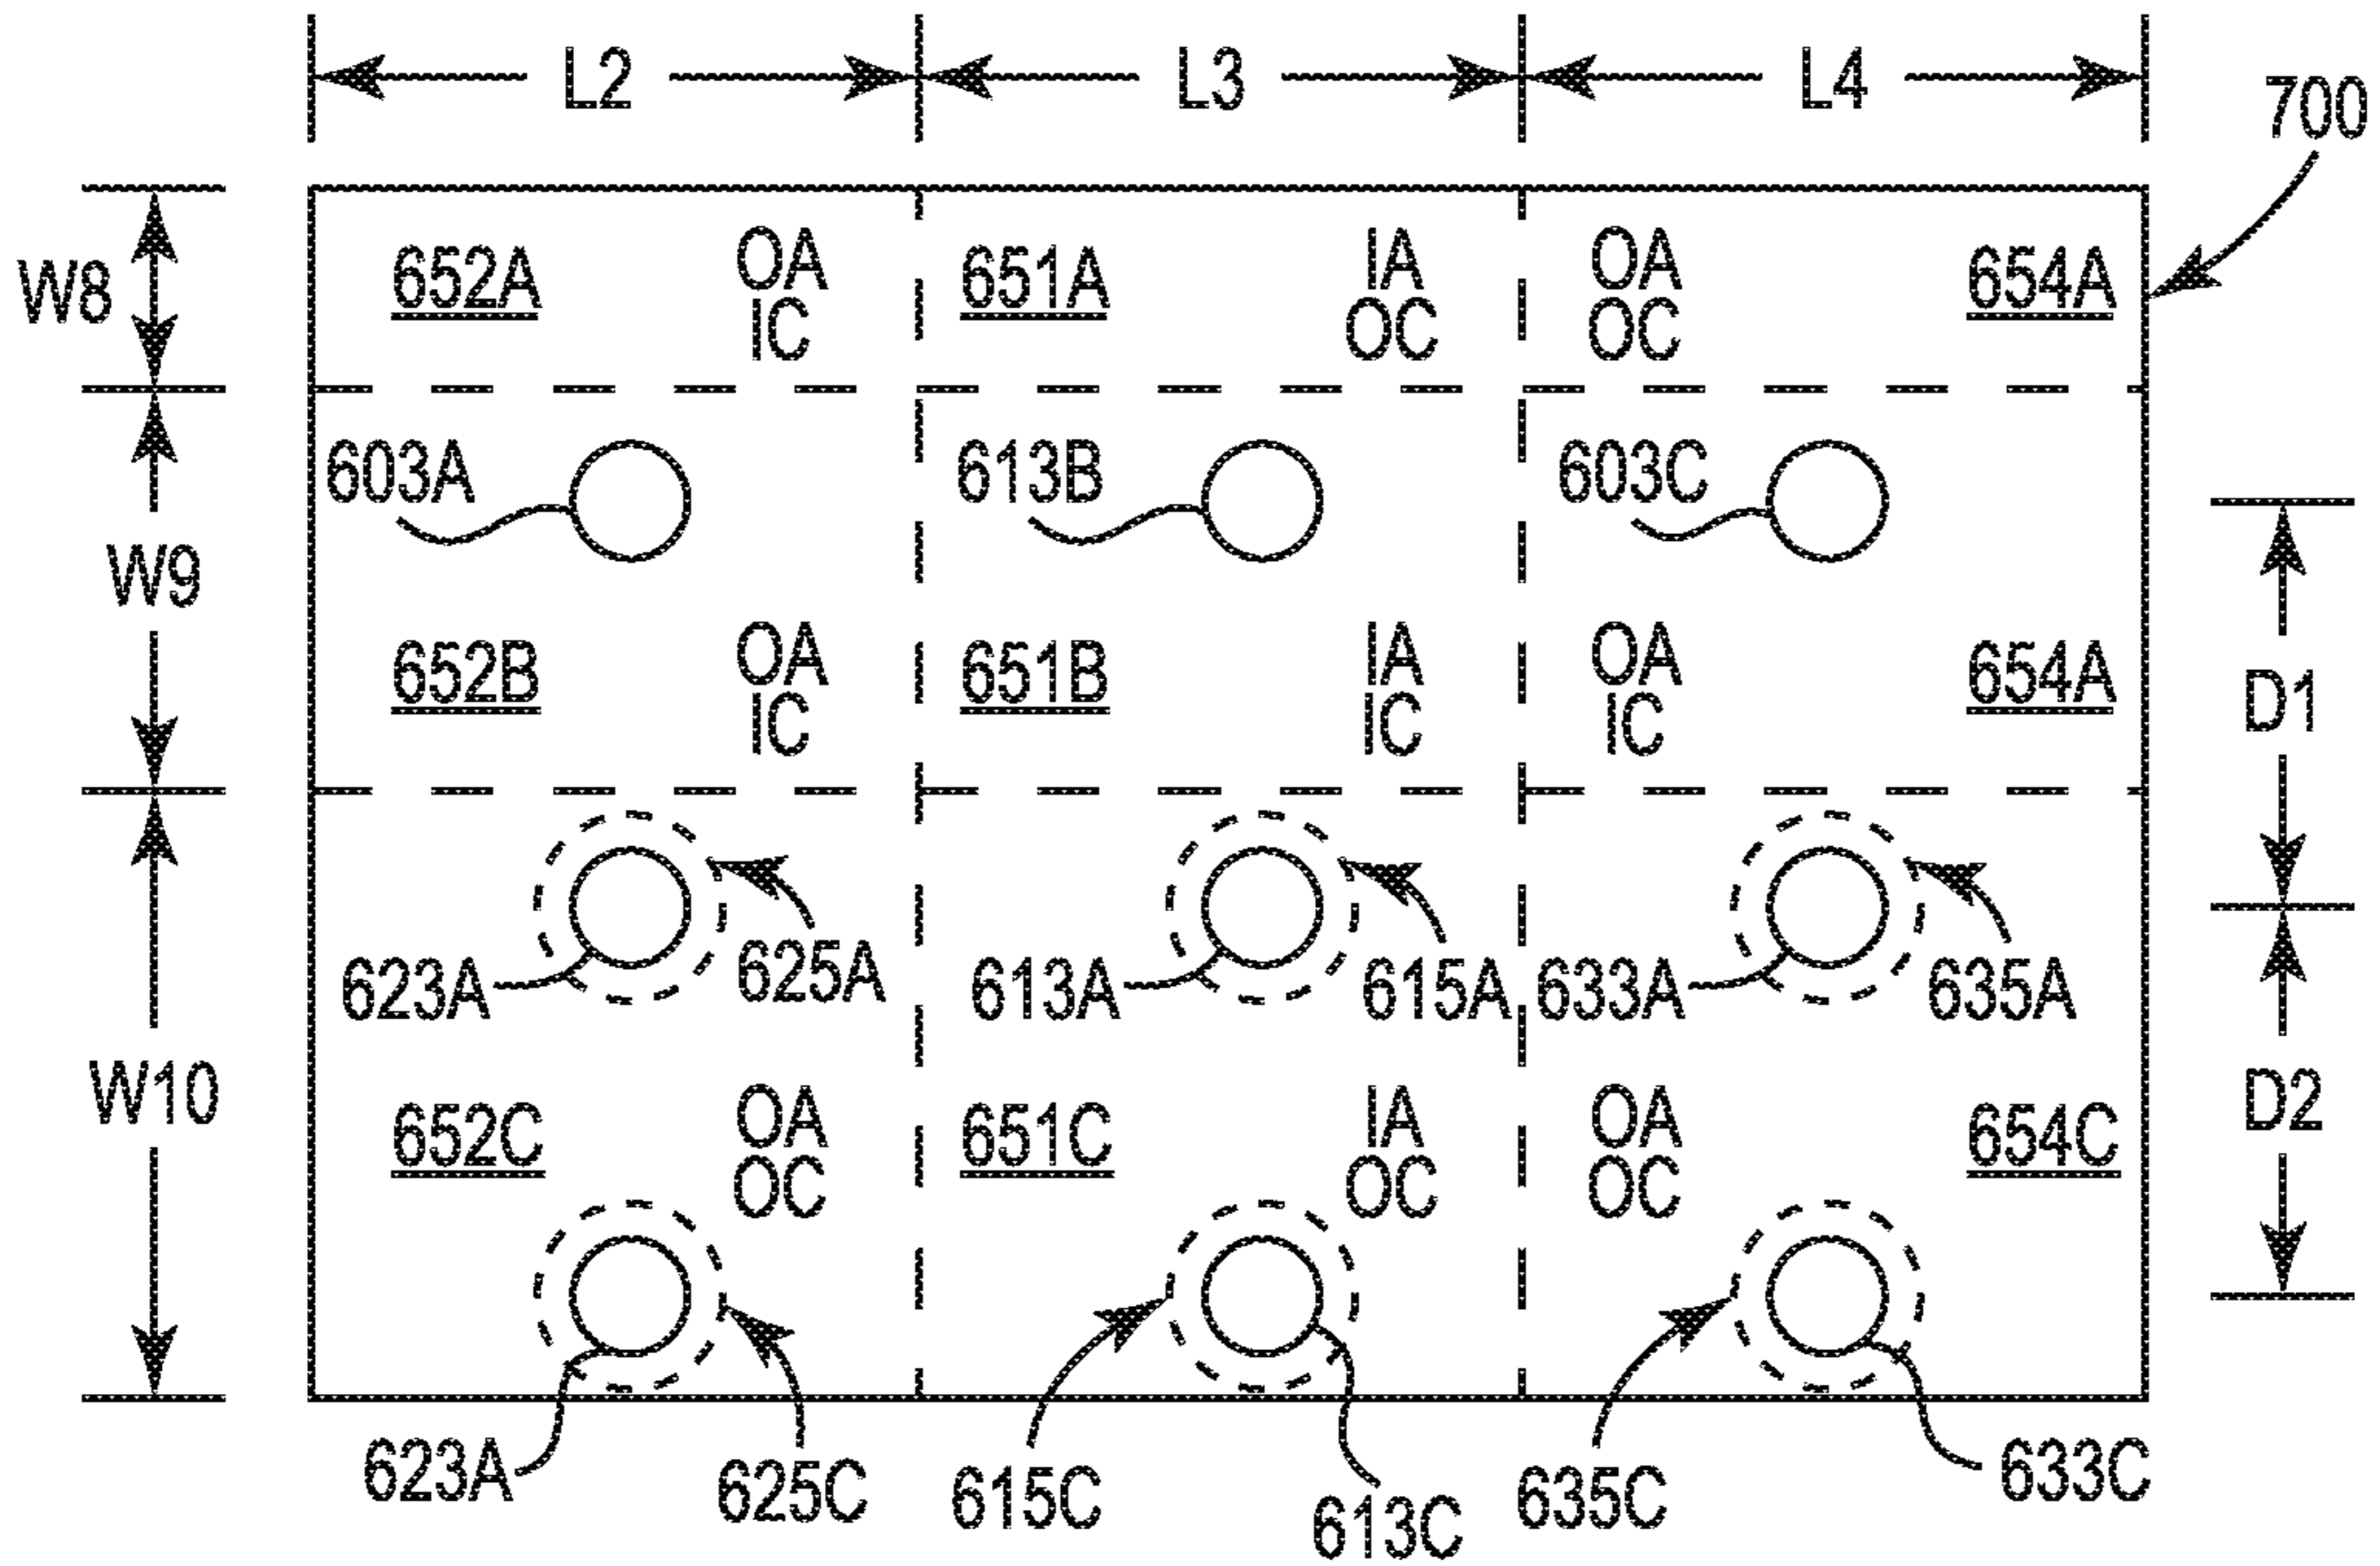 L2 L3 L4
700
W8
652A OA IC
651A IA OC
OA OC 654A
603A 613B 603C
W9
652B OA IC
651B IA IC
OA IC 654A
D1
623A 625A 613A 615A 633A 635A
W10
652C OA OC
651C IA OC
OA OC 654C
D2
623A 625C 615C 613C 635C 633C